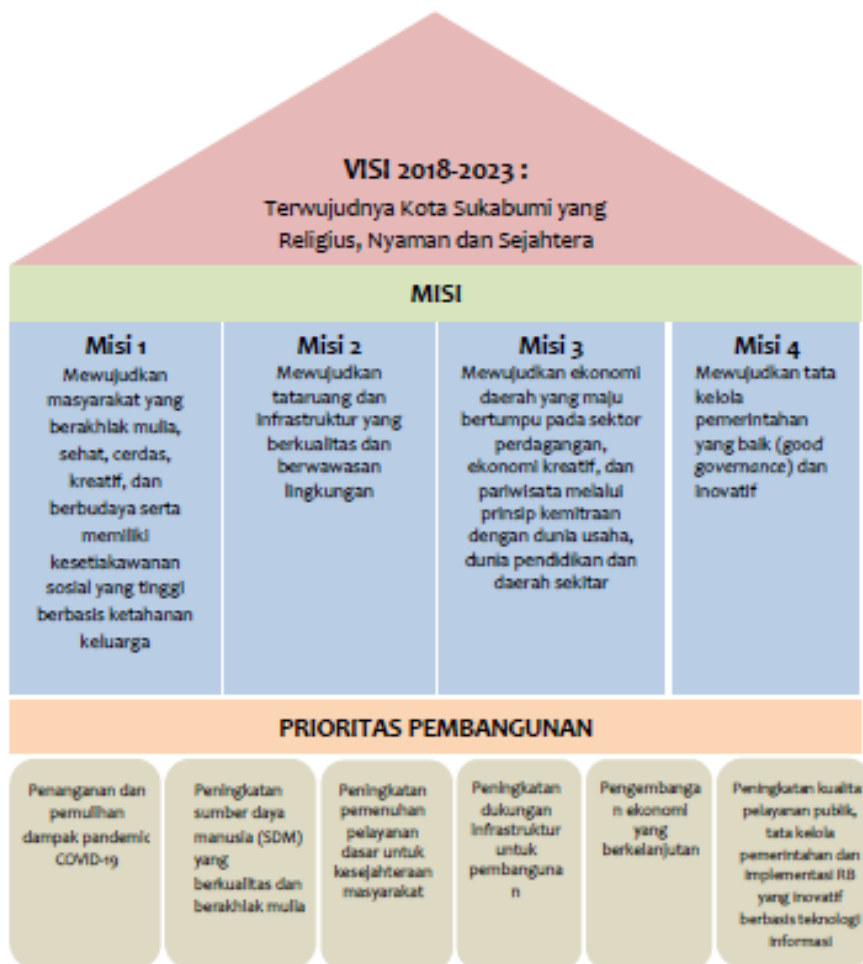 VISI 2018-2023 :
Terwujudnya Kota Sukabumi yang
Religius, Nyaman dan Sejahtera
MISI
Misi 1
Mewujudkan
masyarakat yang
berakhlak mulia,
sehat, cerdas,
kreatif, dan
berbudaya serta
memiliki
kesetiakawanan
sosial yang tinggi
berbasis ketahanan
keluarga
Misi 2
Mewujudkan
tataruang dan
infrastruktur yang
berkualitas dan
berwawasan
lingkungan
Misi 3
Mewujudkan ekonomi
daerah yang maju
bertumpu pada sektor
perdagangan,
ekonomi kreatif, dan
pariwisata melalui
prinsip kemitraan
dengan dunia usaha,
dunia pendidikan dan
daerah sekitar
Misi 4
Mewujudkan tata
kelola
pemerintahan
yang baik (good
governance) dan
inovatif
PRIORITAS PEMBANGUNAN
Penanganan dan
pemulihan
dampak pandemic
COVID-19
Peningkatan
sumber daya
manusia (SDM)
yang
berkualitas dan
berakhlak mulia
Peningkatan
pemenuhan
pelayanan
dasar untuk
kesejahteraan
masyarakat
Peningkatan
dukungan
infrastruktur
untuk
pembanguna
n
Pengembanga
n ekonomi
yang
berkelanjutan
Peningkatan kualita
pelayanan publik,
tata kelola
pemerintahan dan
implementasi RB
yang inovatif
berbasis teknologi
informasi